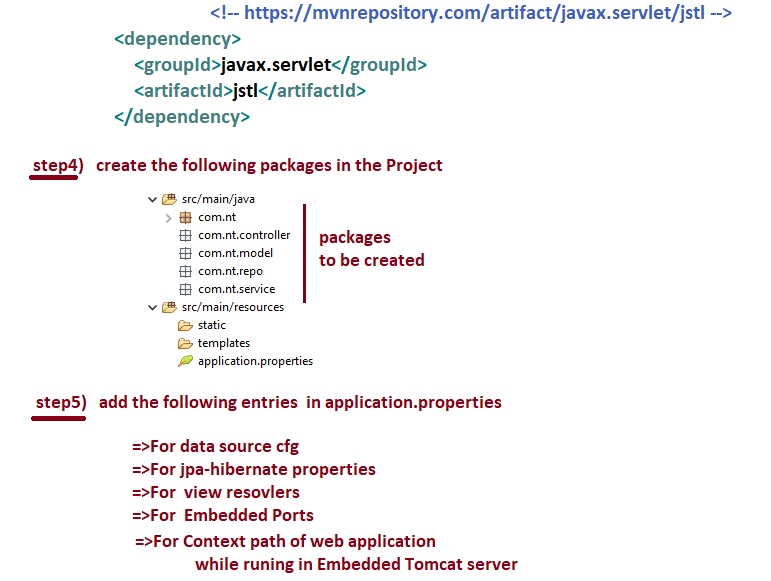 <!-- https://mvnrepository.com/artifact/javax.servlet/jstl -->
<dependency>
<groupId>javax.servlet</groupId>
<artifactId>jstl</artifactId>
</dependency>
step4) create the following packages in the Project
src/main/java
com.nt
com.nt.controller
com.nt.model
com.nt.repo
com.nt.service
packages
to be created
src/main/resources
static
templates
application.properties
step5) add the following entries in application.properties
=>For data source cfg
=>For jpa-hibernate properties
=>For view resovlers
=>For Embedded Ports
=>For Context path of web application
while runing in Embedded Tomcat server